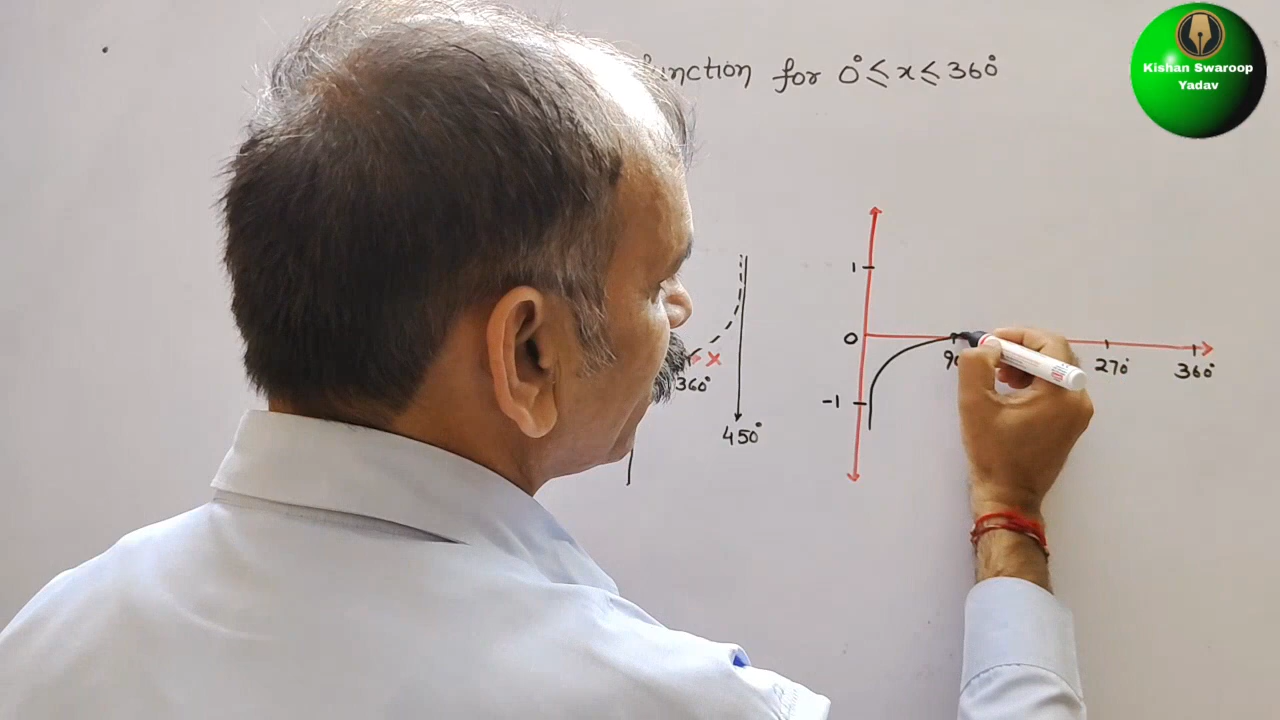 function for 0° ≤ x ≤ 360°
Kishan Swaroop
Yadav
1
0
270°
360°
-1
360°
450°